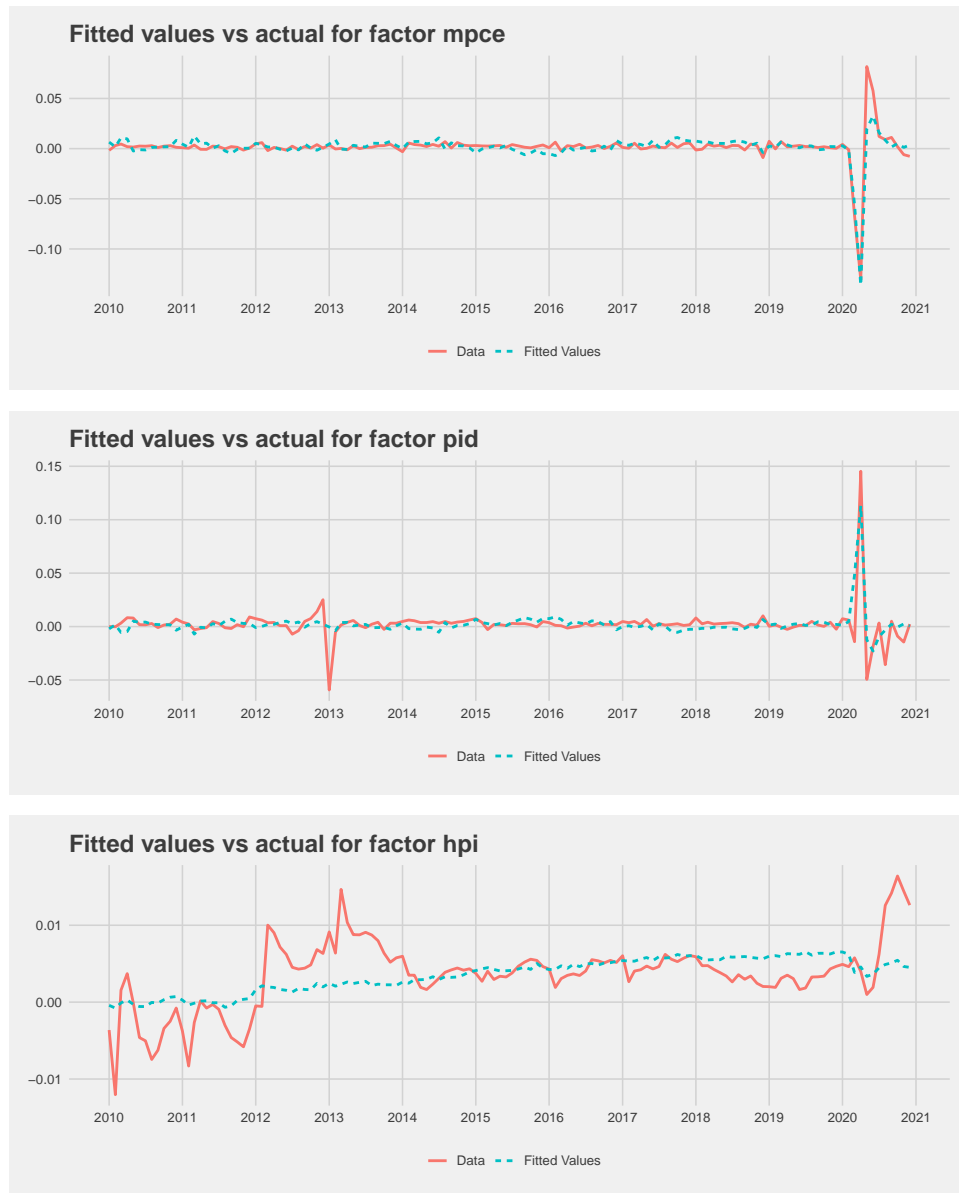 Fitted values vs actual for factor mpce
0.05
0.00
−0.05
−0.10
2010 2011 2012 2013 2014 2015 2016 2017 2018 2019 2020 2021
Data Fitted Values
Fitted values vs actual for factor pid
0.15
0.10
0.05
0.00
−0.05
2010 2011 2012 2013 2014 2015 2016 2017 2018 2019 2020 2021
Data Fitted Values
Fitted values vs actual for factor hpi
0.01
0.00
−0.01
2010 2011 2012 2013 2014 2015 2016 2017 2018 2019 2020 2021
Data Fitted Values